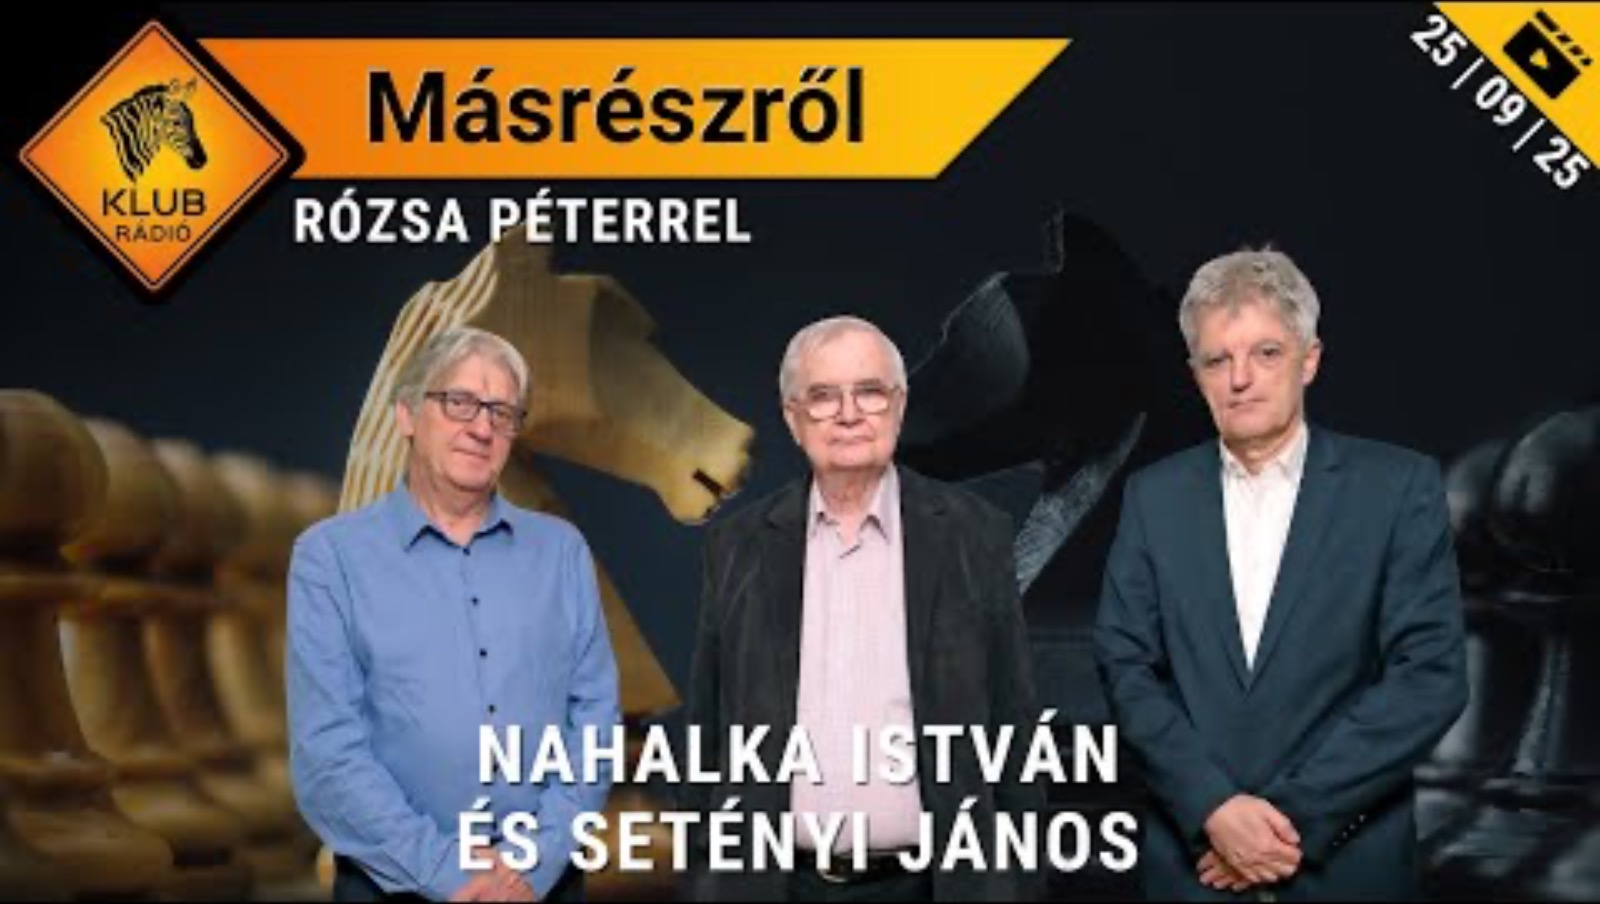 Másrészről
25 | 09 | 25
KLUB
RÁDIÓ
RÓZSA PÉTERREL
NAHALKA ISTVÁN
ÉS SETÉNYI JÁNOS